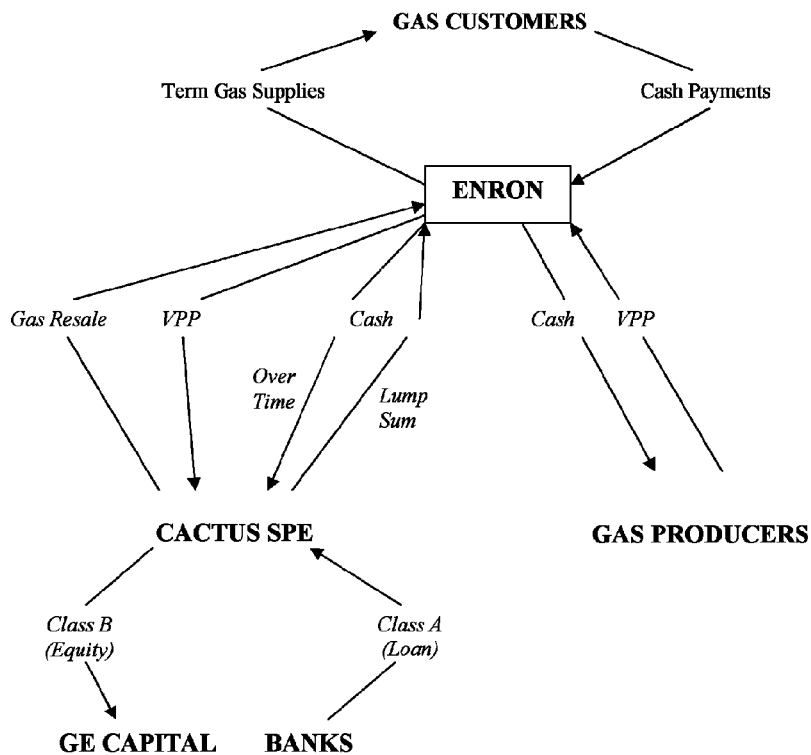 GAS CUSTOMERS
Term Gas Supplies
Cash Payments
ENRON
Gas Resale
VPP
Cash
Cash
VPP
Over
Time
Lump
Sum
CACTUS SPE
GAS PRODUCERS
Class B
(Equity)
Class A
(Loan)
GE CAPITAL
BANKS